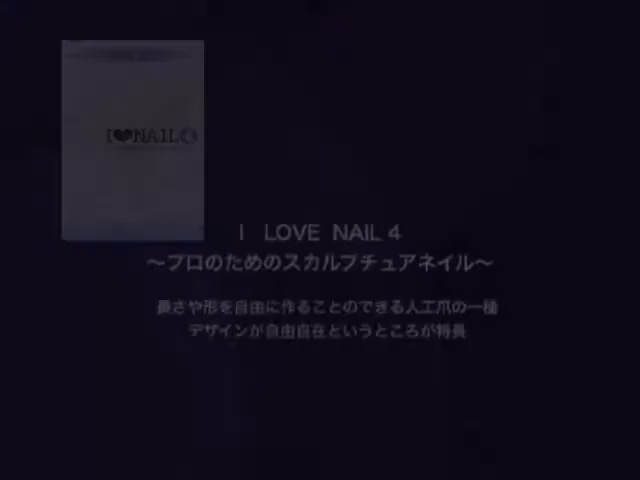 I♥NAIL④
I LOVE NAIL 4
～プロのためのスカルプチュアネイル～
長さや形を自由に作ることのできる人工爪の一種
デザインが自由自在というところが特長